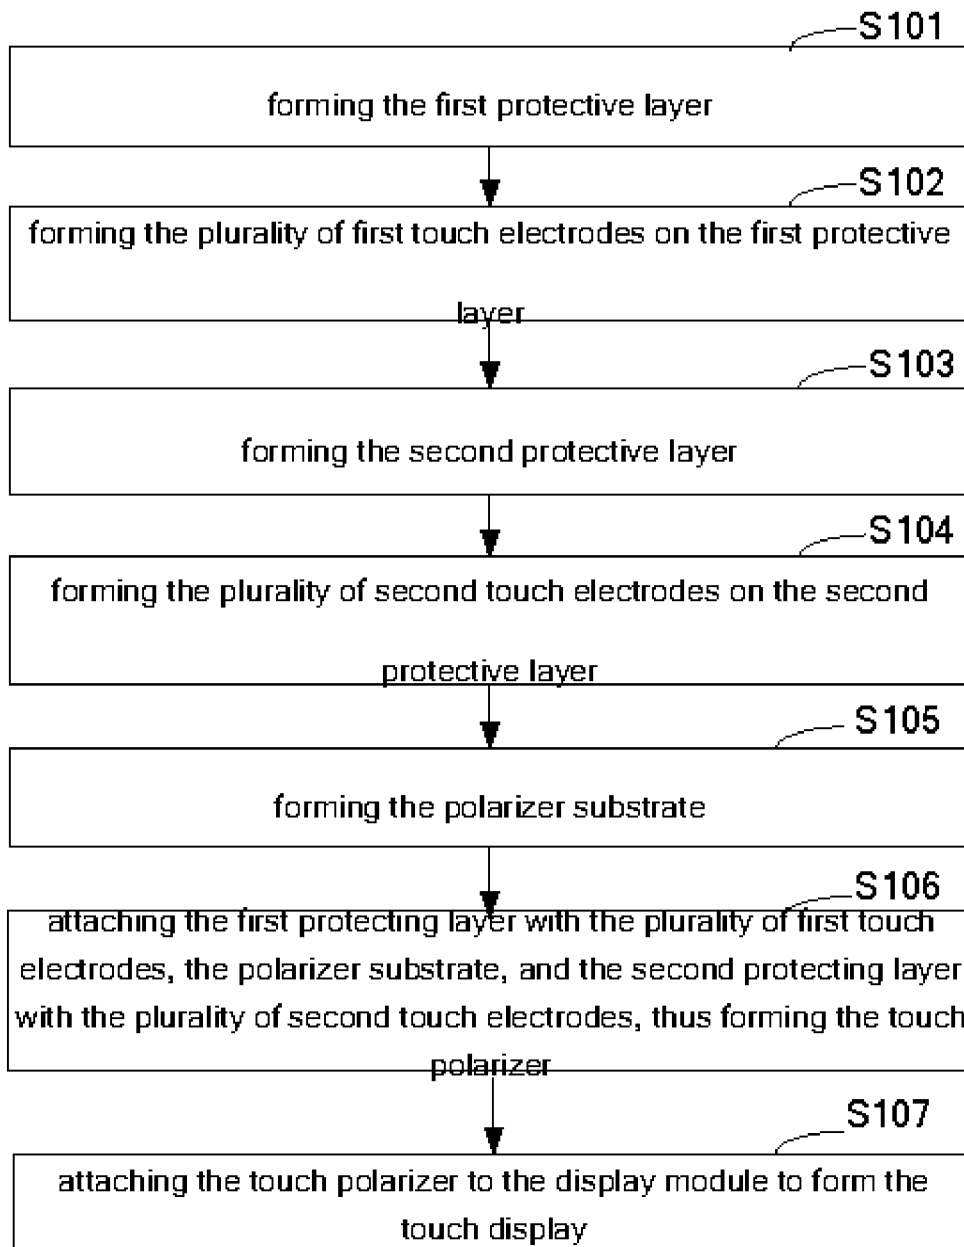 S101
forming the first protective layer
S102
forming the plurality of first touch electrodes on the first protective
layer
S103
forming the second protective layer
S104
forming the plurality of second touch electrodes on the second
protective layer
S105
forming the polarizer substrate
S106
attaching the first protecting layer with the plurality of first touch
electrodes, the polarizer substrate, and the second protecting layer
with the plurality of second touch electrodes, thus forming the touch
polarizer
S107
attaching the touch polarizer to the display module to form the
touch display